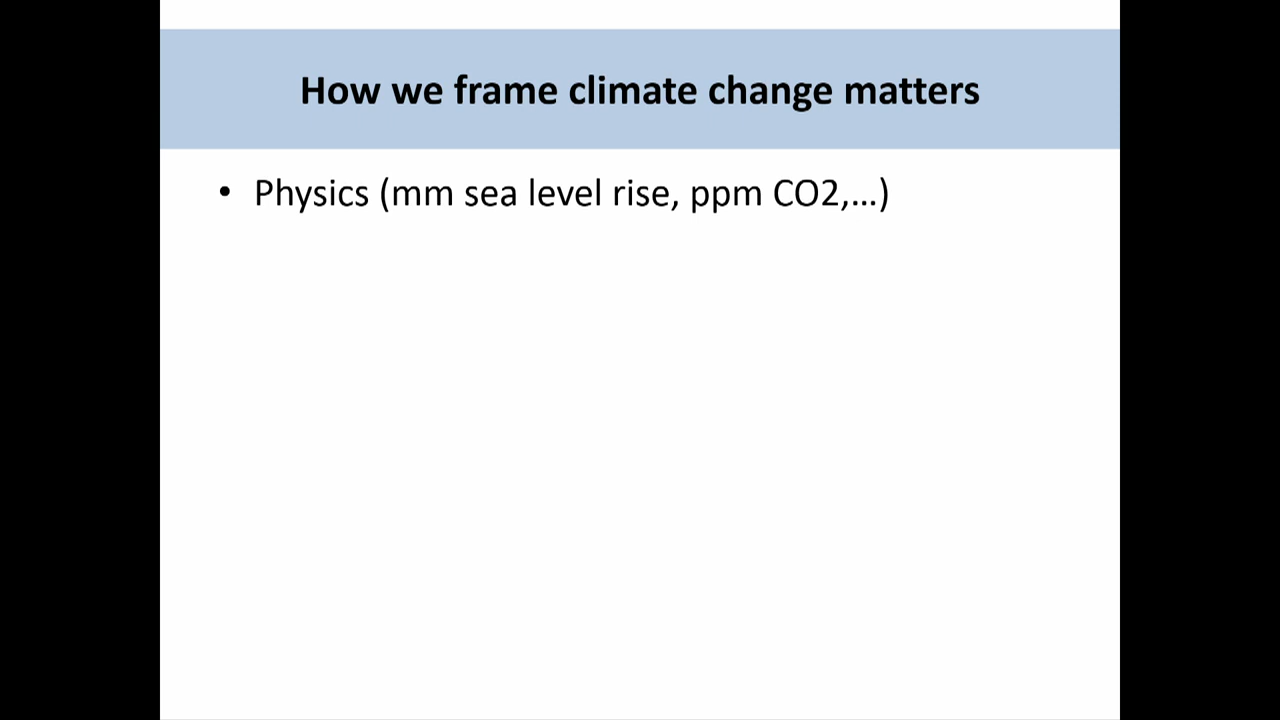 How we frame climate change matters
• Physics (mm sea level rise, ppm CO2,…)